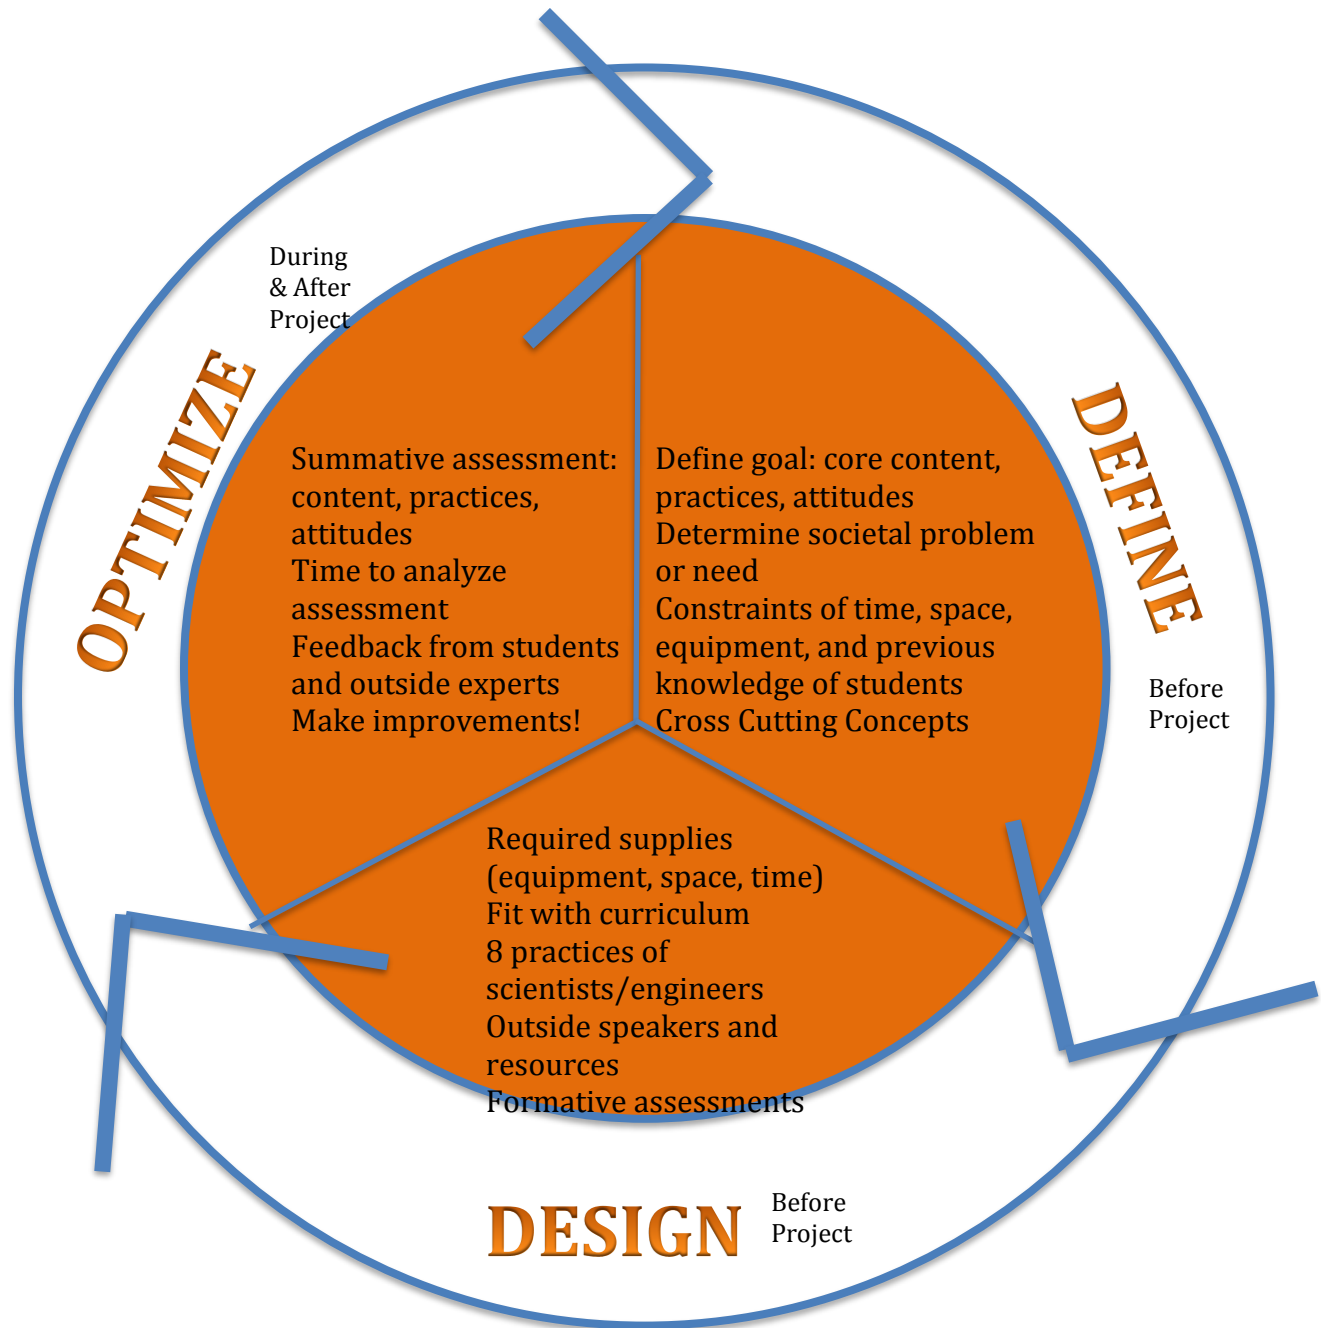 During
& After
Project
OPTIMIZE
Summative assessment:
content, practices,
attitudes
Time to analyze
assessment
Feedback from students
and outside experts
Make improvements!
Define goal: core content,
practices, attitudes
Determine societal problem
or need
Constraints of time, space,
equipment, and previous
knowledge of students
Cross Cutting Concepts
DEFINE
Before
Project
Required supplies
(equipment, space, time)
Fit with curriculum
8 practices of
scientists/engineers
Outside speakers and
resources
Formative assessments
DESIGN
Before
Project